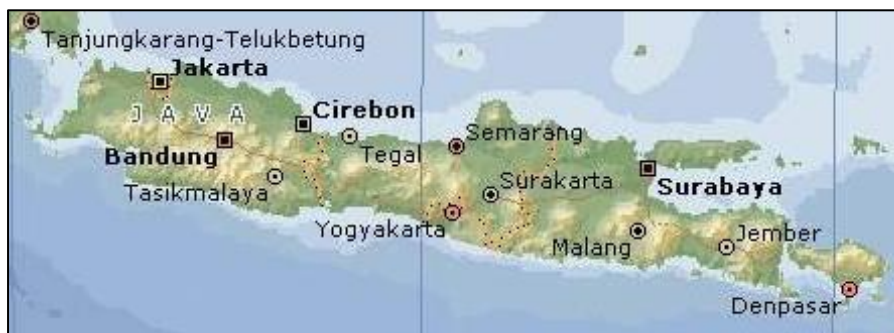 Tanjungkarang-Telukbetung
Jakarta
JAVA
Cirebon
Bandung
Tegal
Semarang
Tasikmalaya
Surakarta
Surabaya
Yogyakarta
Malang
Jember
Denpasar